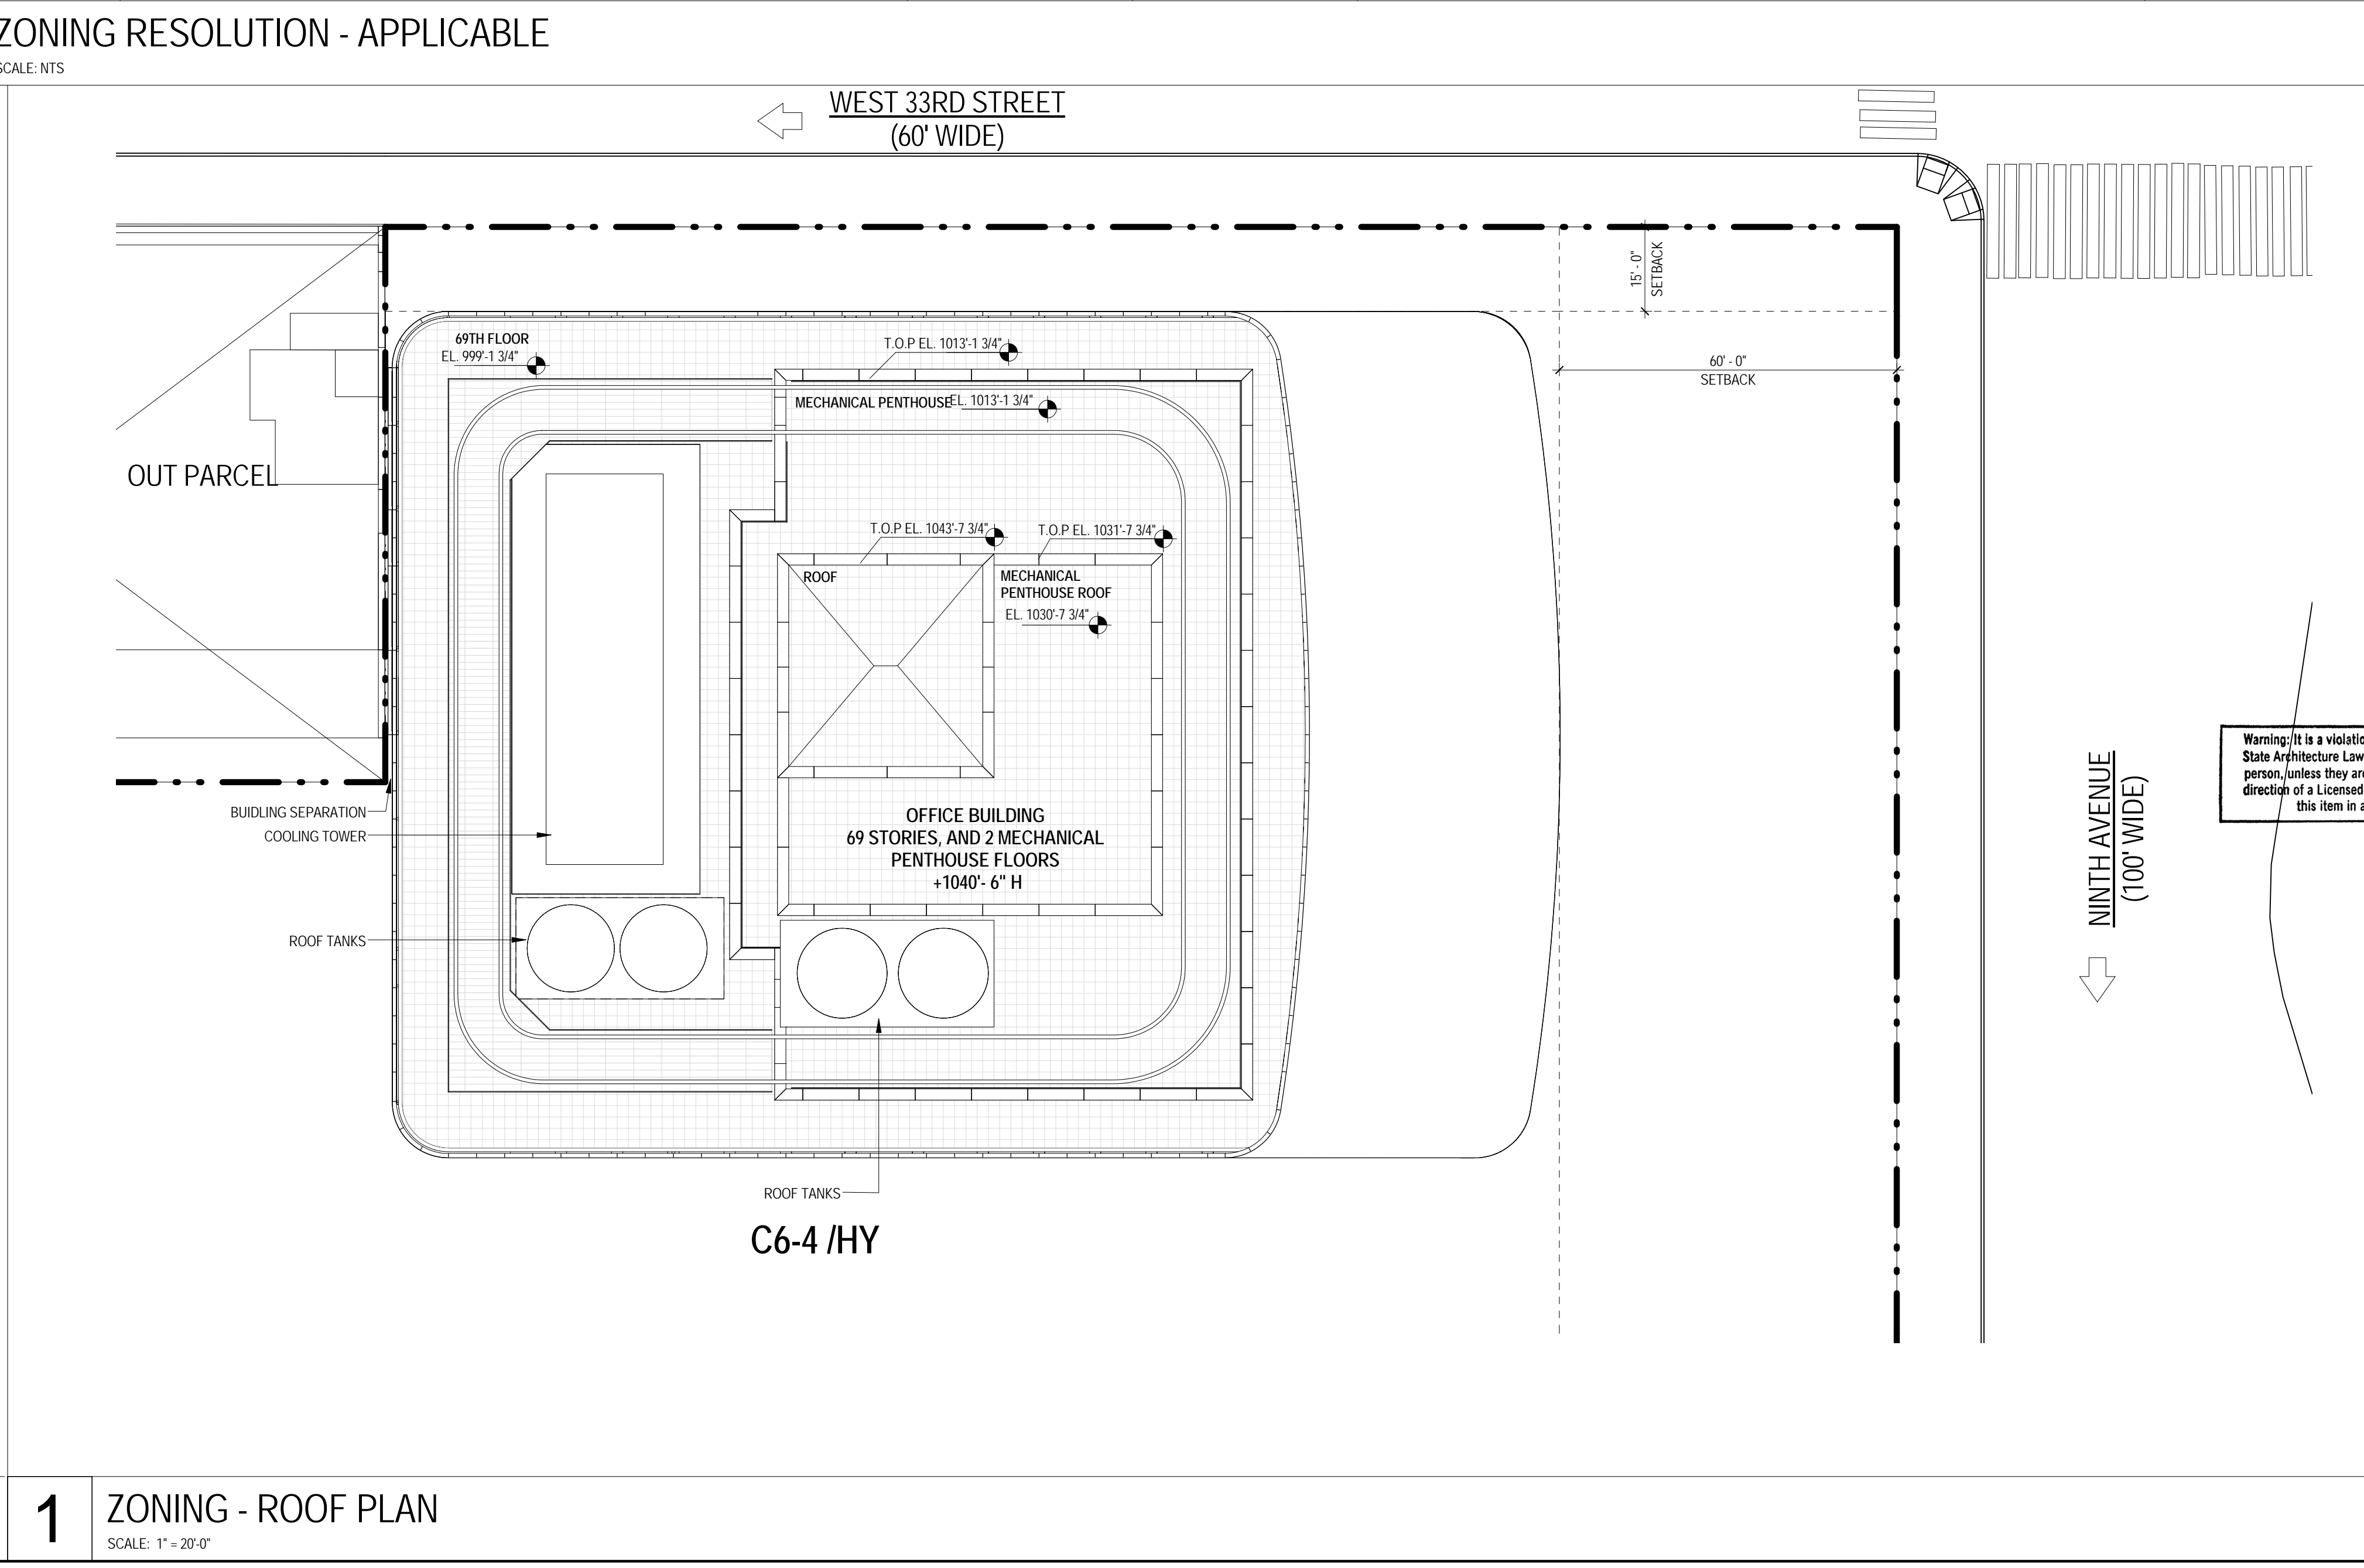 ZONING RESOLUTION - APPLICABLE
SCALE: NTS
WEST 33RD STREET
(60' WIDE)
15' - 0"
SETBACK
60' - 0"
SETBACK
69TH FLOOR
EL. 999'-1 3/4"
T.O.P EL. 1013'-1 3/4"
MECHANICAL PENTHOUSE
EL. 1013'-1 3/4"
OUT PARCEL
T.O.P EL. 1043'-7 3/4"
T.O.P EL. 1031'-7 3/4"
ROOF
MECHANICAL
PENTHOUSE ROOF
EL. 1030'-7 3/4"
OFFICE BUILDING
69 STORIES, AND 2 MECHANICAL
PENTHOUSE FLOORS
+1040'- 6" H
BUIDLING SEPARATION
COOLING TOWER
ROOF TANKS
ROOF TANKS
C6-4 /HY
NINTH AVENUE
(100' WIDE)
Warning: It is a violatio
State Architecture Law
person, unless they are
direction of a Licensed
this item in a
1
ZONING - ROOF PLAN
SCALE: 1" = 20'-0"